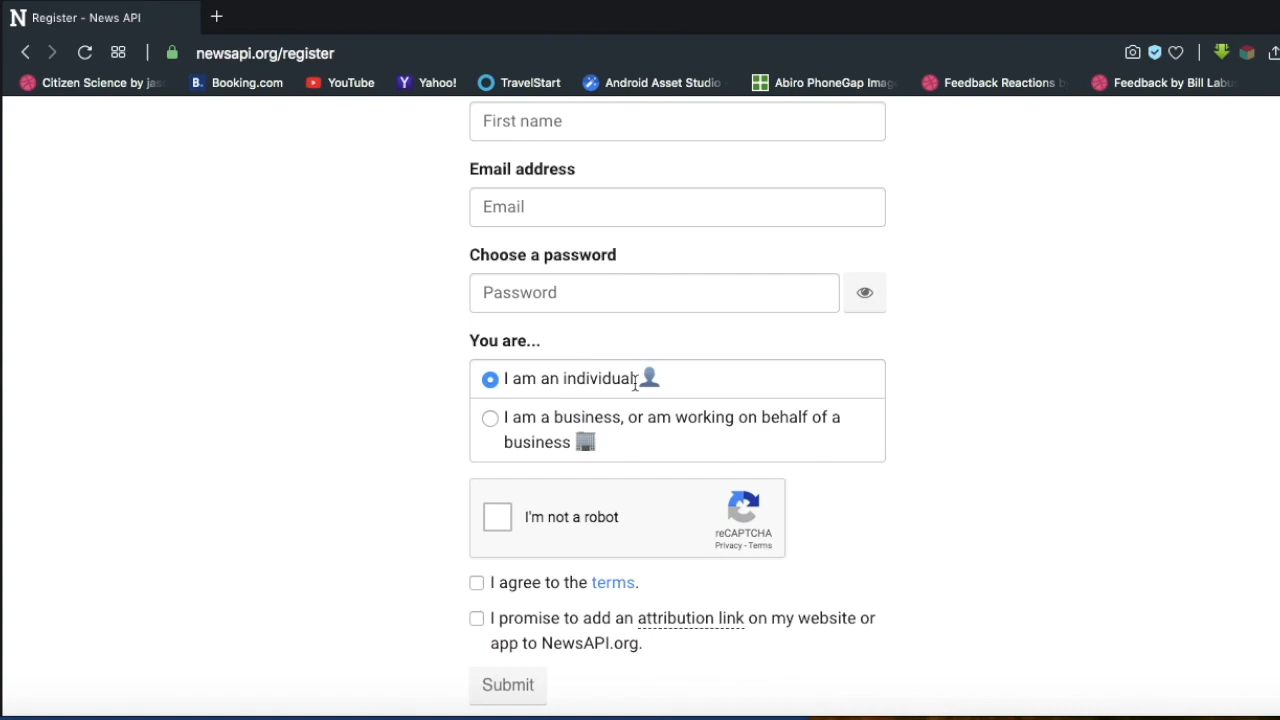 N Register - News API
newsapi.org/register
Citizen Science by jas
B. Booking.com
YouTube
Y Yahoo!
TravelStart
Android Asset Studio
Abiro PhoneGap Imag
Feedback Reactions b
Feedback by Bill Labus
First name
Email address
Email
Choose a password
Password
You are...
I am an individual
I am a business, or am working on behalf of a
business
I'm not a robot
reCAPTCHA
Privacy - Terms
I agree to the terms.
I promise to add an attribution link on my website or
app to NewsAPI.org.
Submit